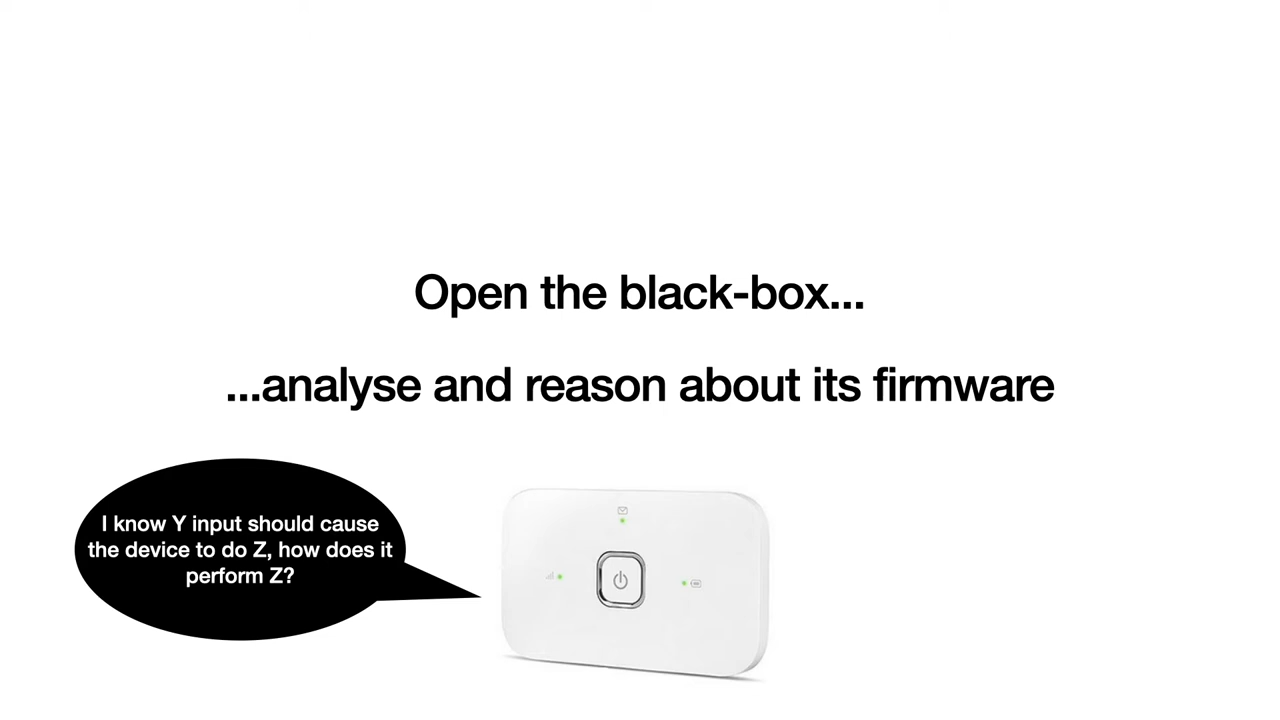 Open the black-box...
...analyse and reason about its firmware
I know Y input should cause
the device to do Z, how does it
perform Z?